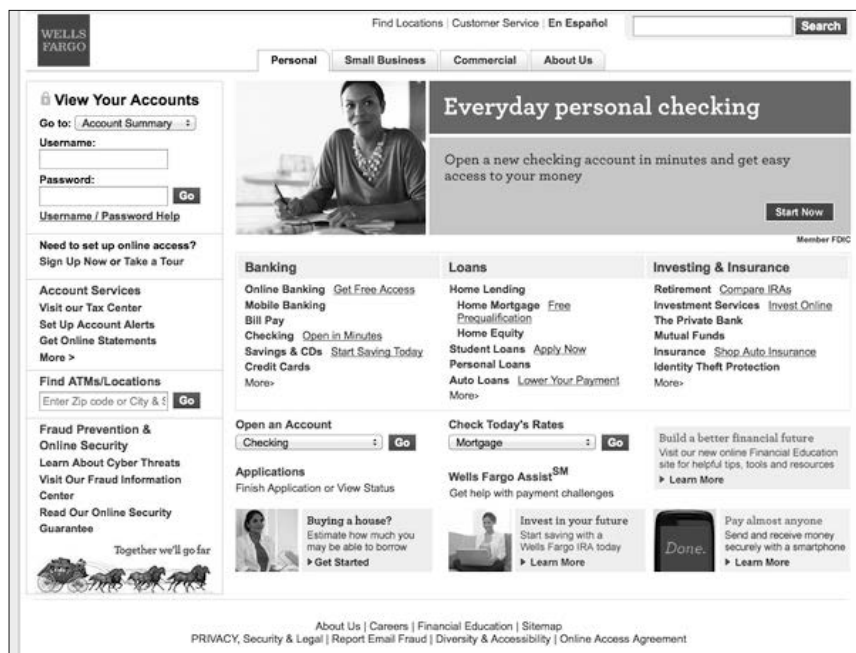 WELLS
FARGO
Find Locations | Customer Service | En Español
Search
Personal
Small Business
Commercial
About Us
View Your Accounts
Go to: Account Summary
Username:
Password:
Go
Username / Password Help
Need to set up online access?
Sign Up Now or Take a Tour
Account Services
Visit our Tax Center
Set Up Account Alerts
Get Online Statements
More >
Find ATMs/Locations
Enter Zip code or City & S Go
Fraud Prevention &
Online Security
Learn About Cyber Threats
Visit Our Fraud Information
Center
Read Our Online Security
Guarantee
Together we'll go far
Everyday personal checking
Open a new checking account in minutes and get easy
access to your money
Start Now
Member FDIC
Banking
Online Banking Get Free Access
Mobile Banking
Bill Pay
Checking Open in Minutes
Savings & CDs Start Saving Today
Credit Cards
More›
Loans
Home Lending
Home Mortgage Free
Prequalification
Home Equity
Student Loans Apply Now
Personal Loans
Auto Loans Lower Your Payment
More›
Investing & Insurance
Retirement Compare IRAs
Investment Services Invest Online
The Private Bank
Mutual Funds
Insurance Shop Auto Insurance
Identity Theft Protection
More›
Open an Account
Checking Go
Check Today's Rates
Mortgage Go
Applications
Finish Application or View Status
Wells Fargo Assist℠
Get help with payment challenges
Build a better financial future
Visit our new online Financial Education
site for helpful tips, tools and resources
Learn More
Buying a house?
Estimate how much you
may be able to borrow
Get Started
Invest in your future
Start saving with a
Wells Fargo IRA today
Learn More
Done.
Pay almost anyone
Send and receive money
securely with a smartphone
Learn More
About Us | Careers | Financial Education | Sitemap
PRIVACY, Security & Legal | Report Email Fraud | Diversity & Accessibility | Online Access Agreement